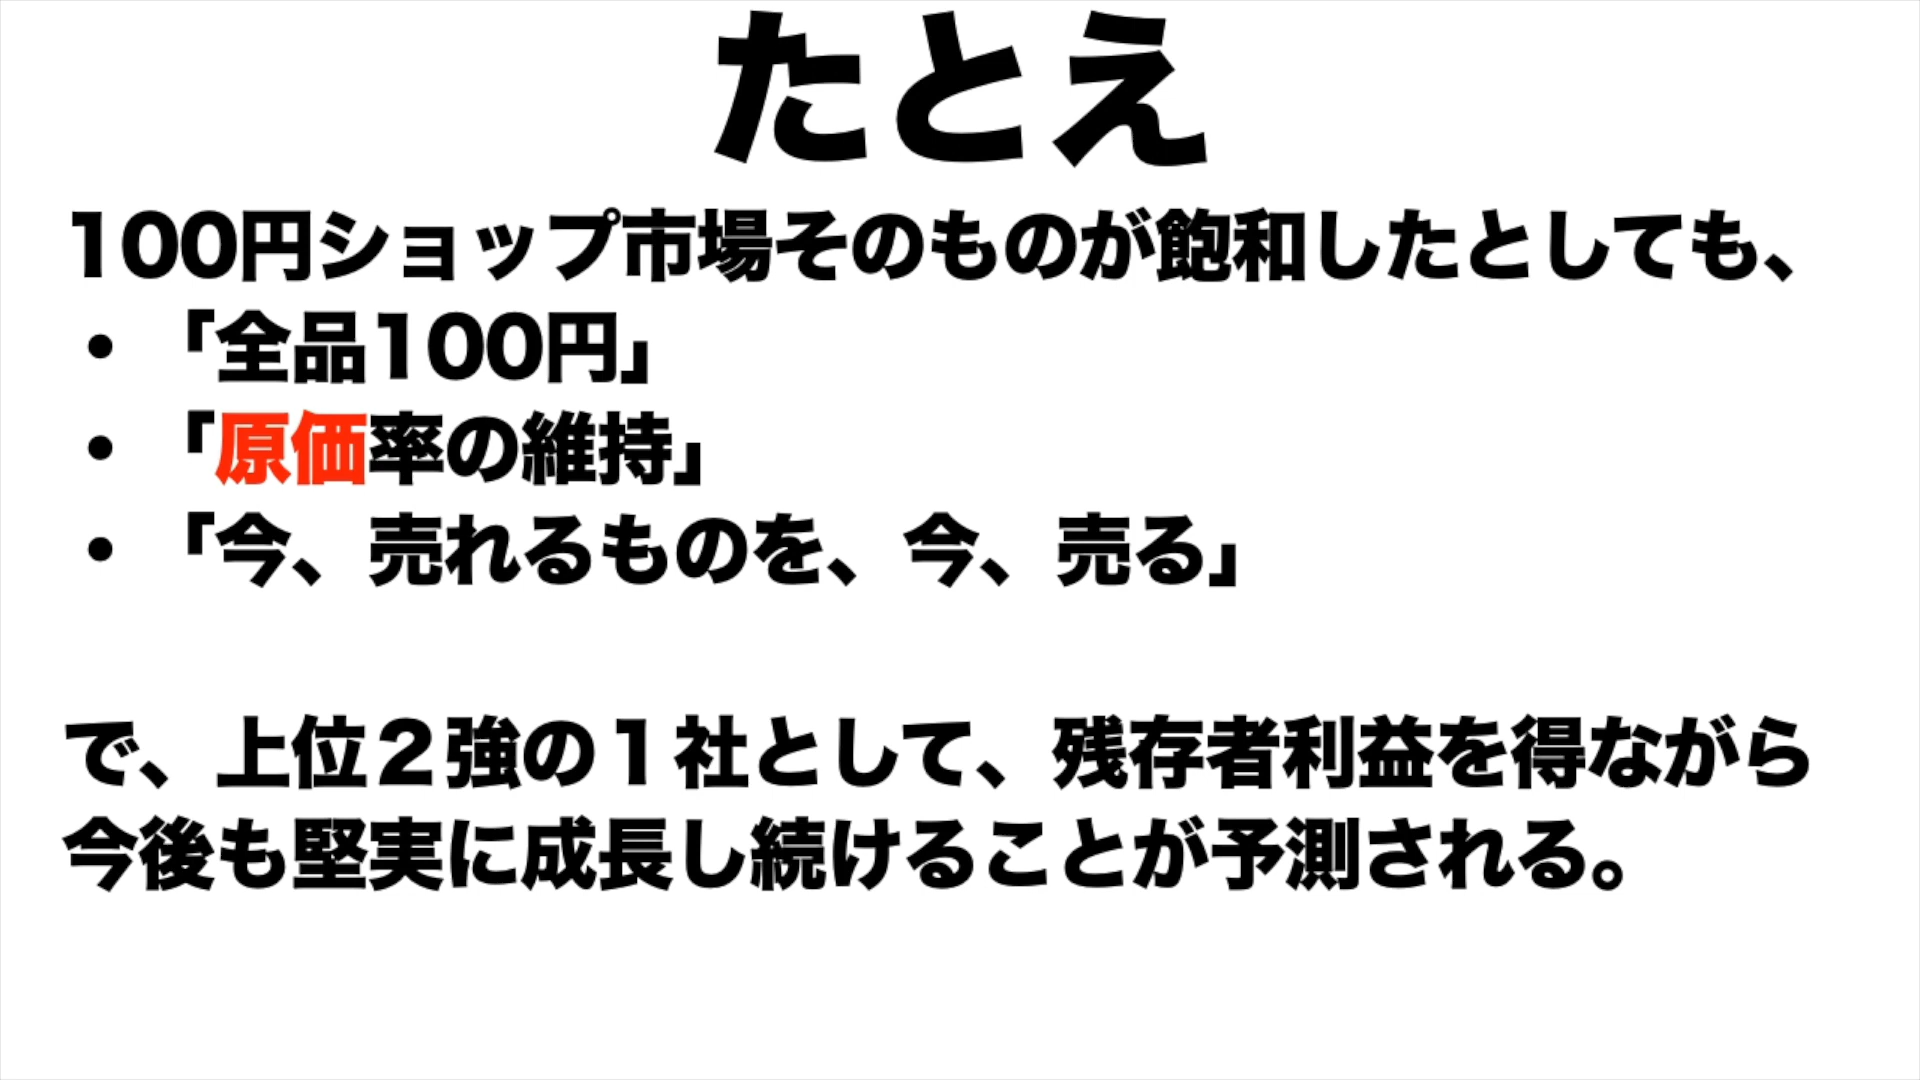 たとえ
100円ショップ市場そのものが飽和したとしても、
・「全品100円」
・「原価率の維持」
・「今、売れるものを、今、売る」
で、上位２強の１社として、残存者利益を得ながら
今後も堅実に成長し続けることが予測される。